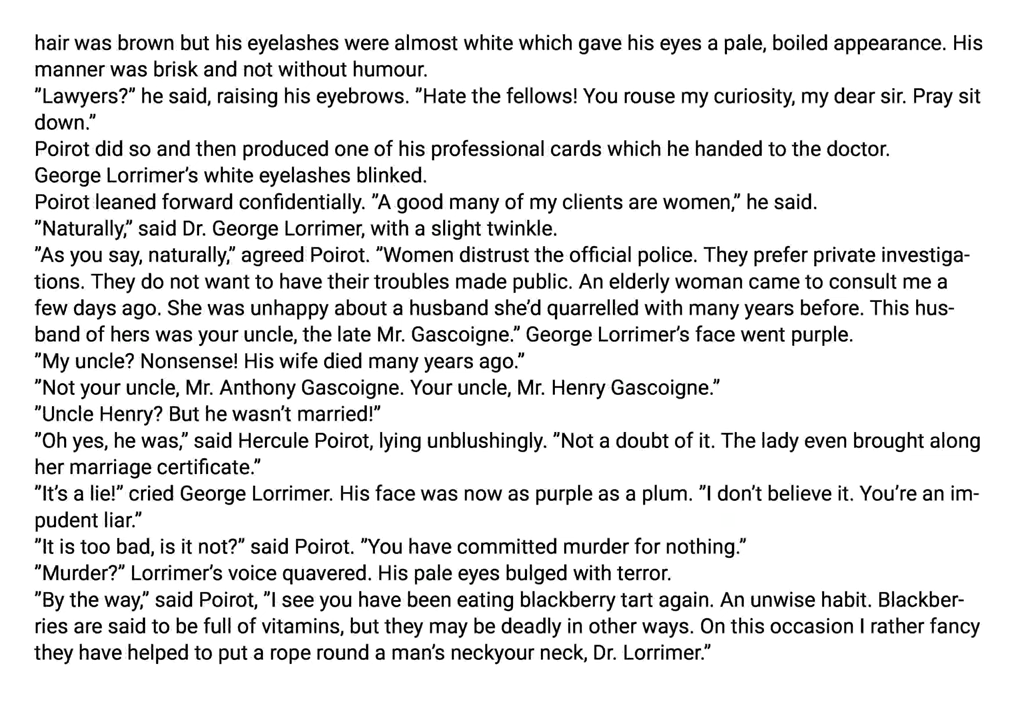 hair was brown but his eyelashes were almost white which gave his eyes a pale, boiled appearance. His
manner was brisk and not without humour.
”Lawyers?” he said, raising his eyebrows. ”Hate the fellows! You rouse my curiosity, my dear sir. Pray sit
down.”
Poirot did so and then produced one of his professional cards which he handed to the doctor.
George Lorrimer’s white eyelashes blinked.
Poirot leaned forward confidentially. ”A good many of my clients are women,” he said.
”Naturally,” said Dr. George Lorrimer, with a slight twinkle.
”As you say, naturally,” agreed Poirot. ”Women distrust the official police. They prefer private investiga-
tions. They do not want to have their troubles made public. An elderly woman came to consult me a
few days ago. She was unhappy about a husband she’d quarrelled with many years before. This hus-
band of hers was your uncle, the late Mr. Gascoigne.” George Lorrimer’s face went purple.
”My uncle? Nonsense! His wife died many years ago.”
”Not your uncle, Mr. Anthony Gascoigne. Your uncle, Mr. Henry Gascoigne.”
”Uncle Henry? But he wasn’t married!”
”Oh yes, he was,” said Hercule Poirot, lying unblushingly. ”Not a doubt of it. The lady even brought along
her marriage certificate.”
”It’s a lie!” cried George Lorrimer. His face was now as purple as a plum. ”I don’t believe it. You’re an im-
pudent liar.”
”It is too bad, is it not?” said Poirot. ”You have committed murder for nothing.”
”Murder?” Lorrimer’s voice quavered. His pale eyes bulged with terror.
”By the way,” said Poirot, ”I see you have been eating blackberry tart again. An unwise habit. Blackber-
ries are said to be full of vitamins, but they may be deadly in other ways. On this occasion I rather fancy
they have helped to put a rope round a man’s neckyour neck, Dr. Lorrimer.”